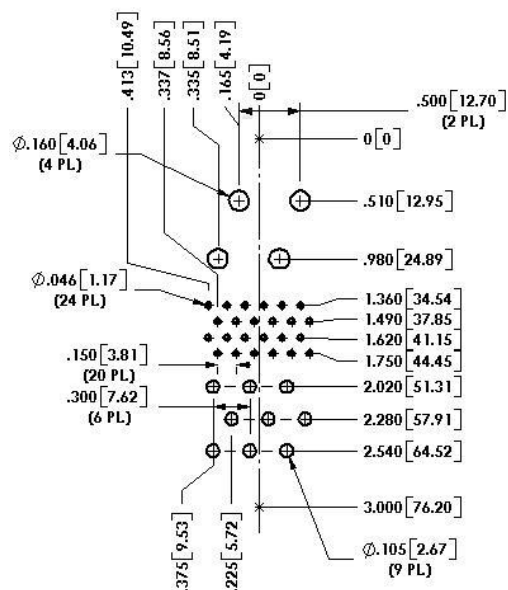 .413[10.49]
.337[8.56]
.335[8.51]
.165[4.19]
0[0]
.500[12.70]
(2 PL)
0[0]
Ø.160[4.06]
(4 PL)
.510[12.95]
.980[24.89]
Ø.046[1.17]
(24 PL)
1.360[34.54]
1.490[37.85]
1.620[41.15]
1.750[44.45]
.150[3.81]
(20 PL)
2.020[51.31]
.300[7.62]
(6 PL)
2.280[57.91]
2.540[64.52]
3.000[76.20]
.375[9.53]
.225[5.72]
Ø.105[2.67]
(9 PL)